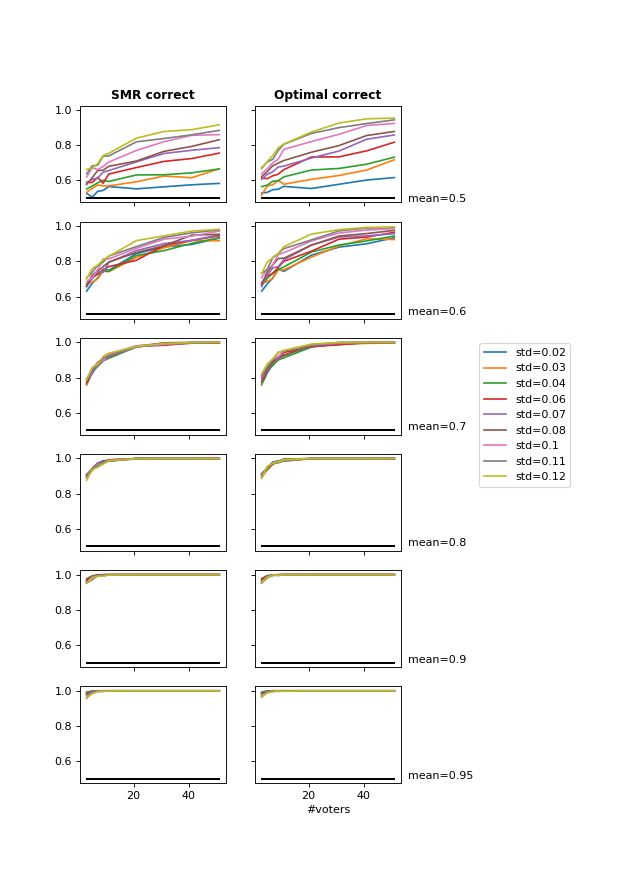 SMR correct
Optimal correct
1.0
0.8
0.6
mean=0.5
1.0
0.8
0.6
mean=0.6
1.0
0.8
0.6
mean=0.7
std=0.02
std=0.03
std=0.04
std=0.06
std=0.07
std=0.08
std=0.1
std=0.11
std=0.12
1.0
0.8
0.6
mean=0.8
1.0
0.8
0.6
mean=0.9
1.0
0.8
0.6
mean=0.95
20 40
20 40
#voters